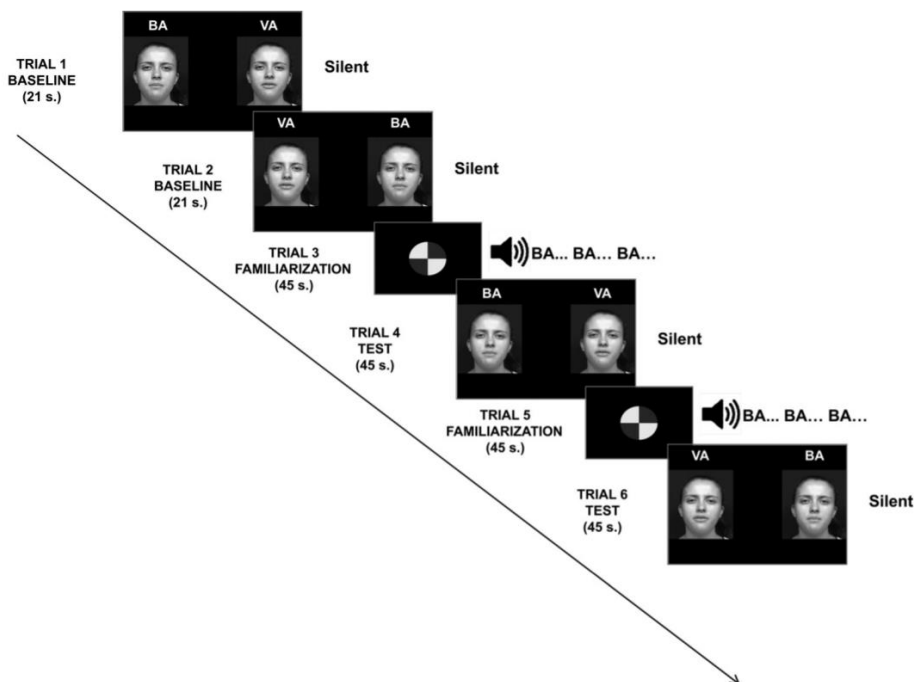 BA VA
TRIAL 1
BASELINE
(21 s.)
Silent
VA BA
TRIAL 2
BASELINE
(21 s.)
Silent
TRIAL 3
FAMILIARIZATION
(45 s.)
BA... BA... BA...
BA VA
TRIAL 4
TEST
(45 s.)
Silent
TRIAL 5
FAMILIARIZATION
(45 s.)
BA... BA... BA...
VA BA
TRIAL 6
TEST
(45 s.)
Silent